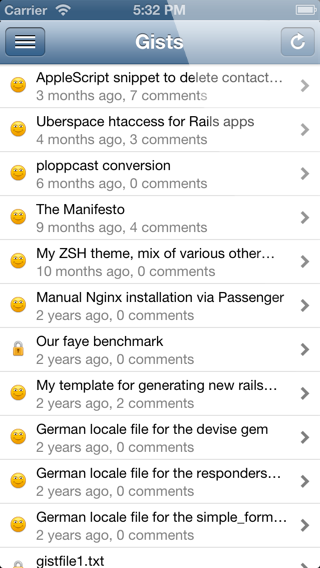 Carrier 5:32 PM
Gists
AppleScript snippet to delete contact…
3 months ago, 7 comments
Uberspace htaccess for Rails apps
4 months ago, 3 comments
ploppcast conversion
6 months ago, 0 comments
The Manifesto
9 months ago, 4 comments
My ZSH theme, mix of various other…
10 months ago, 0 comments
Manual Nginx installation via Passenger
2 years ago, 0 comments
Our faye benchmark
2 years ago, 0 comments
My template for generating new rails…
2 years ago, 2 comments
German locale file for the devise gem
2 years ago, 0 comments
German locale file for the responders…
2 years ago, 0 comments
German locale file for the simple_form…
2 years ago, 0 comments
gistfile1.txt